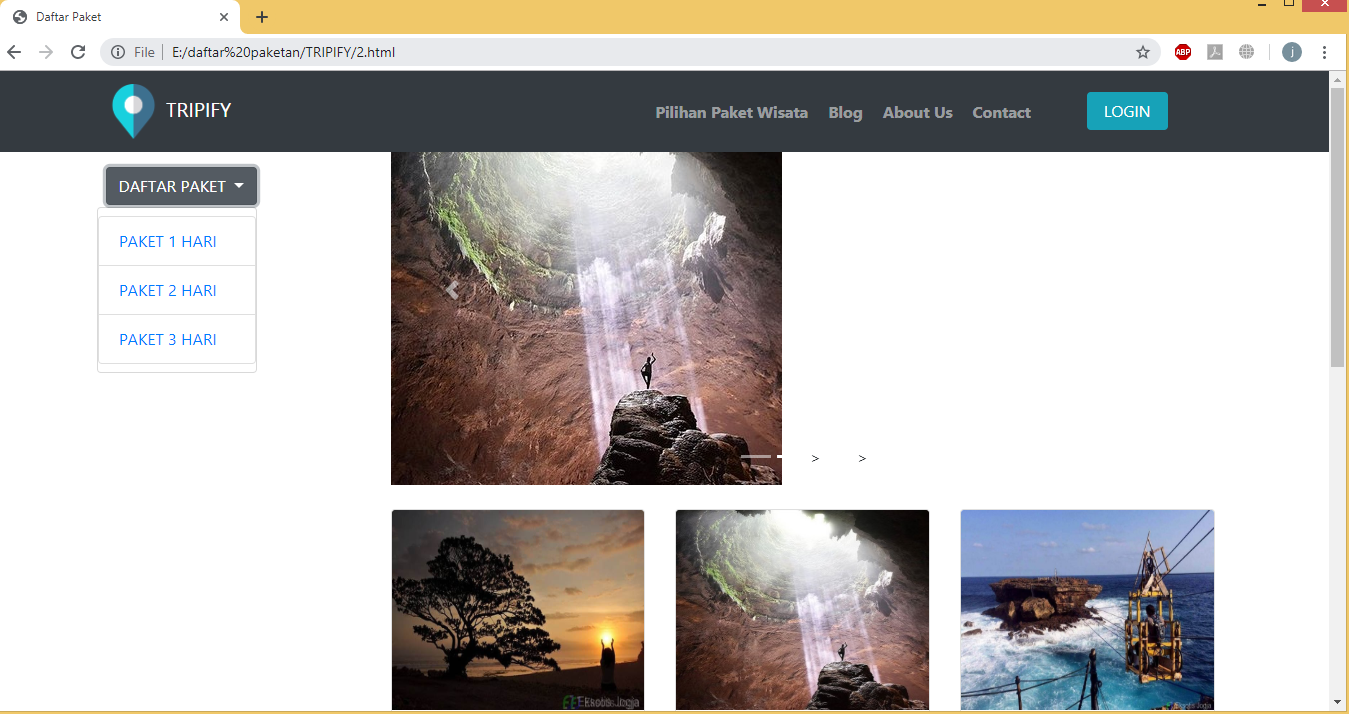 Daftar Paket
File
E:/daftar%20paketan/TRIPIFY/2.html
ABP
j
TRIPIFY
Pilihan Paket Wisata
Blog
About Us
Contact
LOGIN
DAFTAR PAKET
PAKET 1 HARI
PAKET 2 HARI
PAKET 3 HARI
>
>